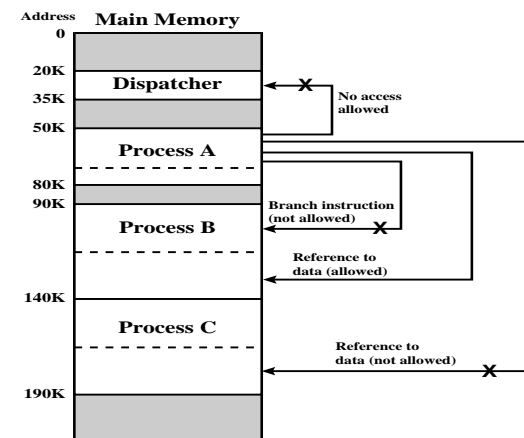 Address
Main Memory
0
20K
Dispatcher
X
35K
No access
allowed
50K
Process A
80K
90K
Branch instruction
(not allowed)
X
Process B
Reference to
data (allowed)
140K
Process C
Reference to
data (not allowed)
X
190K